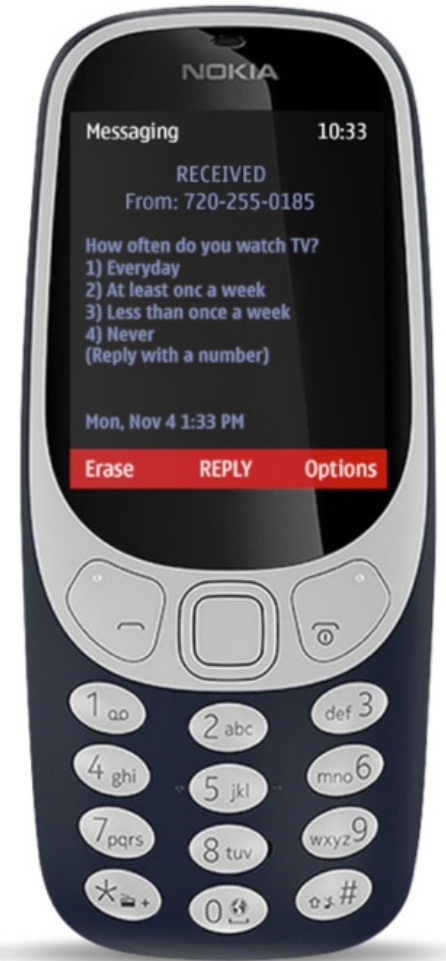 NOKIA
Messaging 10:33
RECEIVED
From: 720-255-0185
How often do you watch TV?
1) Everyday
2) At least onc a week
3) Less than once a week
4) Never
(Reply with a number)
Mon, Nov 4 1:33 PM
Erase REPLY Options
1 2 abc def 3
4 ghi 5 jkl mno 6
7 pqrs 8 tuv wxyz 9
* + 0 #